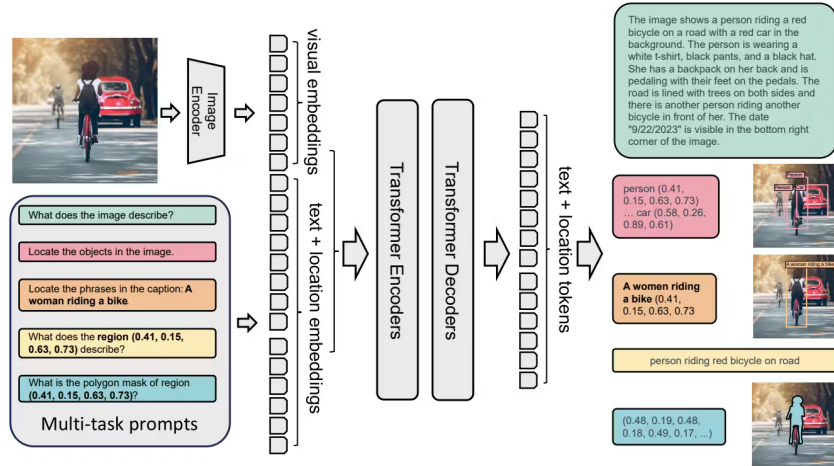 Image
Encoder
visual embeddings
text + location embeddings
Transformer Encoders
Transformer Decoders
text + location tokens
What does the image describe?
Locate the objects in the image.
Locate the phrases in the caption: A
woman riding a bike.
What does the region (0.41, 0.15,
0.63, 0.73) describe?
What is the polygon mask of region
(0.41, 0.15, 0.63, 0.73)?
Multi-task prompts
The image shows a person riding a red
bicycle on a road with a red car in the
background. The person is wearing a
white t-shirt, black pants, and a black hat.
She has a backpack on her back and is
pedaling with their feet on the pedals. The
road is lined with trees on both sides and
there is another person riding another
bicycle in front of her. The date
"9/22/2023" is visible in the bottom right
corner of the image.
person (0.41,
0.15, 0.63, 0.73)
... car (0.58, 0.26,
0.89, 0.61)
Person
Person
Car
A women riding
a bike (0.41,
0.15, 0.63, 0.73
A woman riding a bike
person riding red bicycle on road
(0.48, 0.19, 0.48,
0.18, 0.49, 0.17, ...)